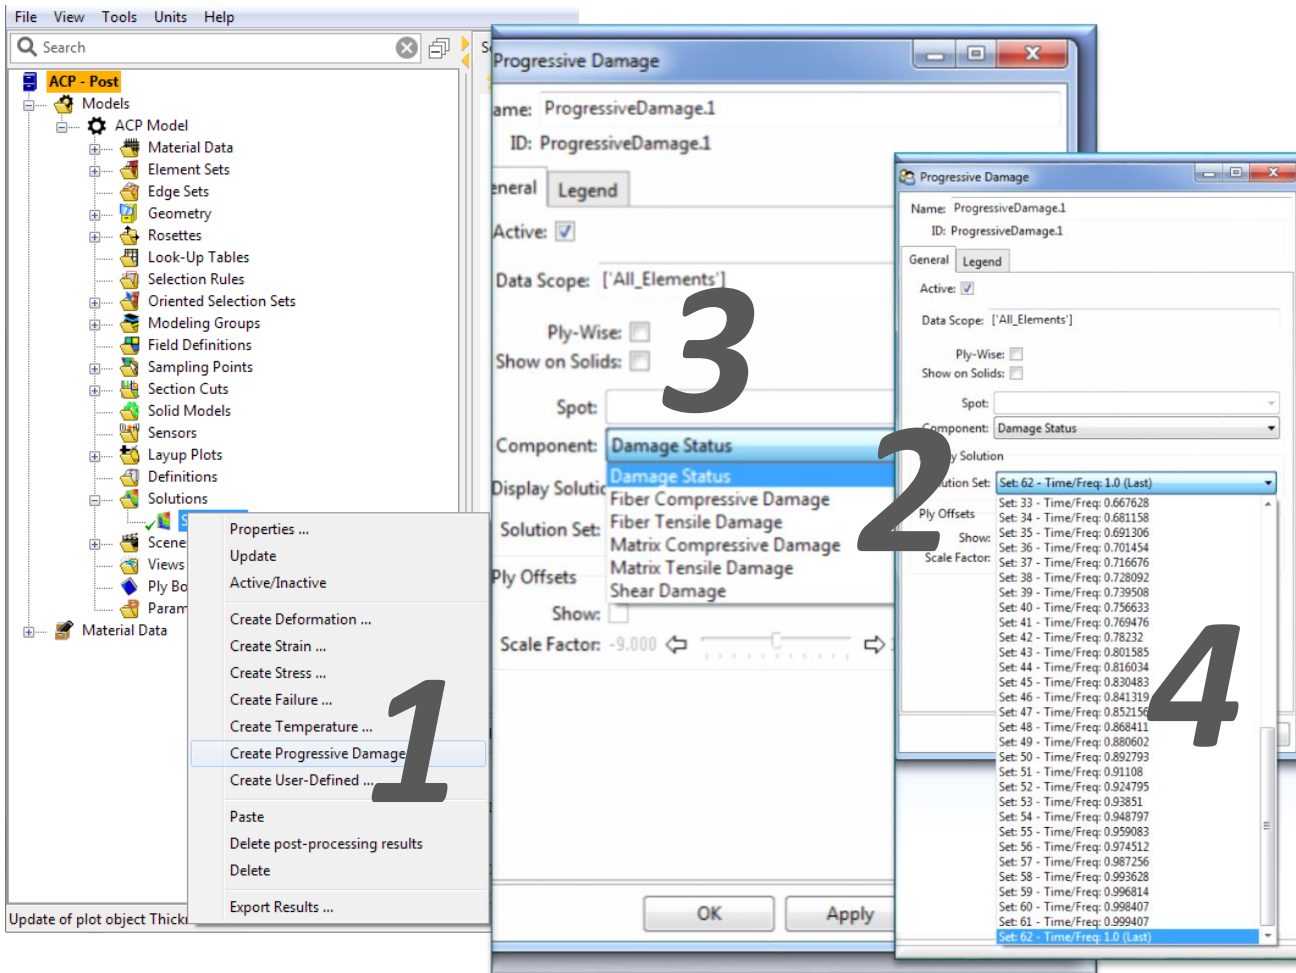 File View Tools Units Help
Search
ACP - Post
Models
ACP Model
Material Data
Element Sets
Edge Sets
Geometry
Rosettes
Look-Up Tables
Selection Rules
Oriented Selection Sets
Modeling Groups
Field Definitions
Sampling Points
Section Cuts
Solid Models
Sensors
Layup Plots
Definitions
Solutions
S
Scene
Views
Ply Bo
Param
Material Data
Update of plot object Thick
Properties ...
Update
Active/Inactive
Create Deformation ...
Create Strain ...
Create Stress ...
Create Failure ...
Create Temperature ...
Create Progressive Damage
Create User-Defined ...
Paste
Delete post-processing results
Delete
Export Results ...
1
Progressive Damage
ame: ProgressiveDamage.1
ID: ProgressiveDamage.1
eneral Legend
Active:
Data Scope: ['All_Elements']
Ply-Wise:
Show on Solids:
Spot:
Component: Damage Status
Damage Status
Fiber Compressive Damage
Fiber Tensile Damage
Matrix Compressive Damage
Matrix Tensile Damage
Shear Damage
Display Solutio
Solution Set:
Ply Offsets
Show:
Scale Factor: -9.000
OK Apply
3
2
Progressive Damage
Name: ProgressiveDamage.1
ID: ProgressiveDamage.1
General Legend
Active:
Data Scope: ['All_Elements']
Ply-Wise:
Show on Solids:
Spot:
Component: Damage Status
y Solution
ution Set: Set: 62 - Time/Freq: 1.0 (Last)
Ply Offsets
Show:
Scale Factor:
Set: 33 - Time/Freq: 0.667628
Set: 34 - Time/Freq: 0.681158
Set: 35 - Time/Freq: 0.691306
Set: 36 - Time/Freq: 0.701454
Set: 37 - Time/Freq: 0.716676
Set: 38 - Time/Freq: 0.728092
Set: 39 - Time/Freq: 0.739508
Set: 40 - Time/Freq: 0.756633
Set: 41 - Time/Freq: 0.769476
Set: 42 - Time/Freq: 0.78232
Set: 43 - Time/Freq: 0.801585
Set: 44 - Time/Freq: 0.816034
Set: 45 - Time/Freq: 0.830483
Set: 46 - Time/Freq: 0.841319
Set: 47 - Time/Freq: 0.852156
Set: 48 - Time/Freq: 0.868411
Set: 49 - Time/Freq: 0.880602
Set: 50 - Time/Freq: 0.892793
Set: 51 - Time/Freq: 0.91108
Set: 52 - Time/Freq: 0.924795
Set: 53 - Time/Freq: 0.93851
Set: 54 - Time/Freq: 0.948797
Set: 55 - Time/Freq: 0.959083
Set: 56 - Time/Freq: 0.974512
Set: 57 - Time/Freq: 0.987256
Set: 58 - Time/Freq: 0.993628
Set: 59 - Time/Freq: 0.996814
Set: 60 - Time/Freq: 0.998407
Set: 61 - Time/Freq: 0.999407
Set: 62 - Time/Freq: 1.0 (Last)
4